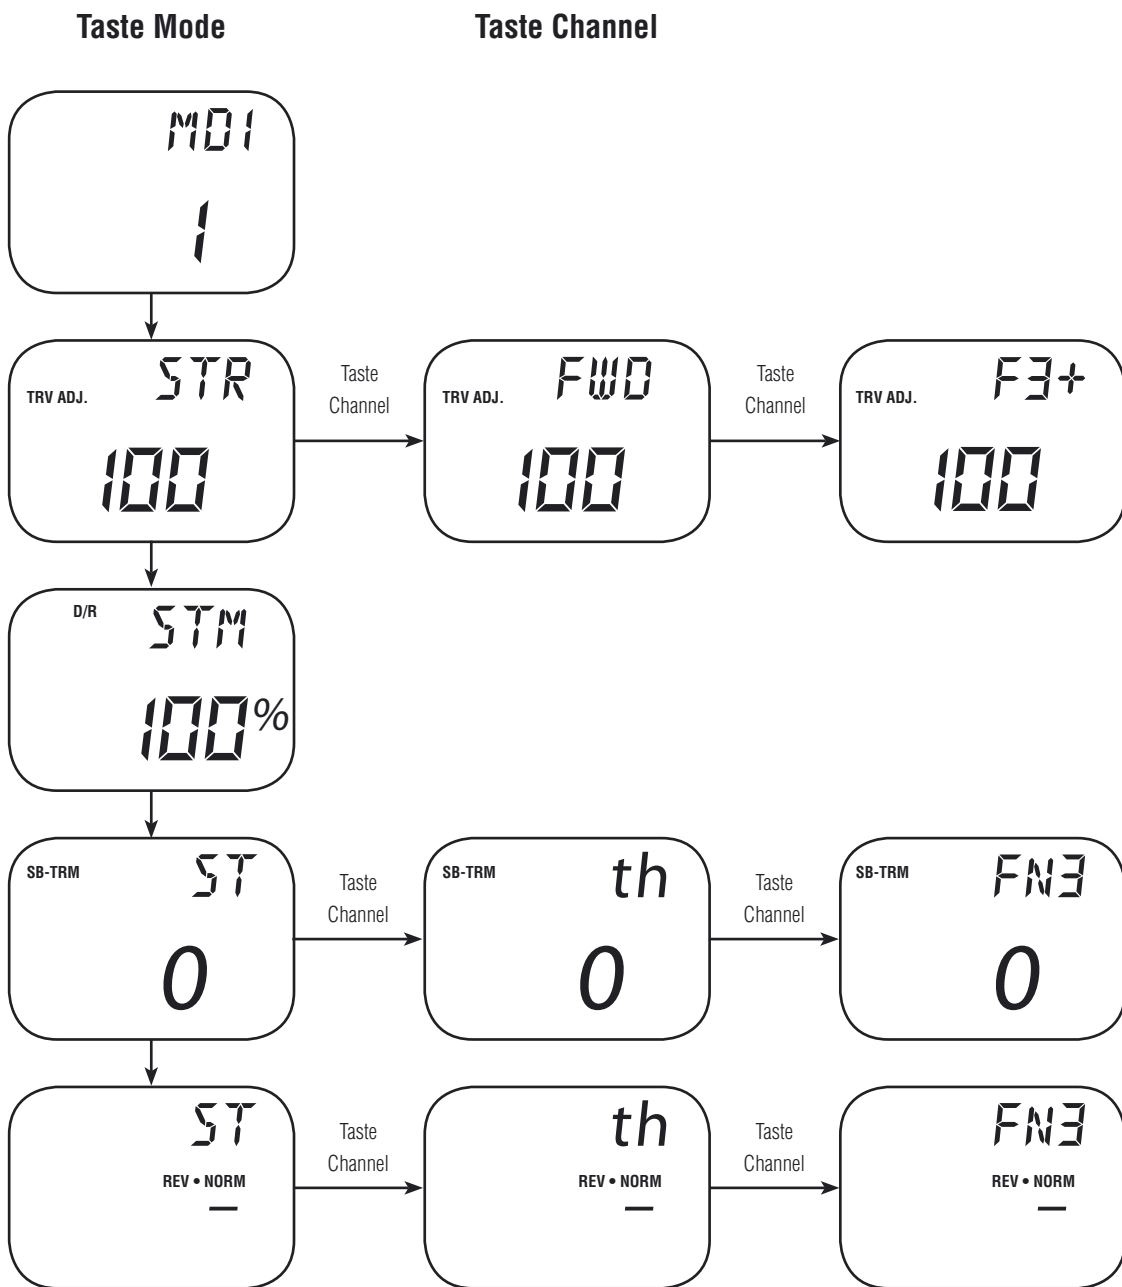 Taste Mode
Taste Channel
MD1
1
TRV ADJ.
STR
100
Taste
Channel
TRV ADJ.
FWD
100
Taste
Channel
TRV ADJ.
F3+
100
D/R
STM
100%
SB-TRM
ST
0
Taste
Channel
SB-TRM
th
0
Taste
Channel
SB-TRM
FN3
0
ST
REV • NORM
Taste
Channel
th
REV • NORM
Taste
Channel
FN3
REV • NORM